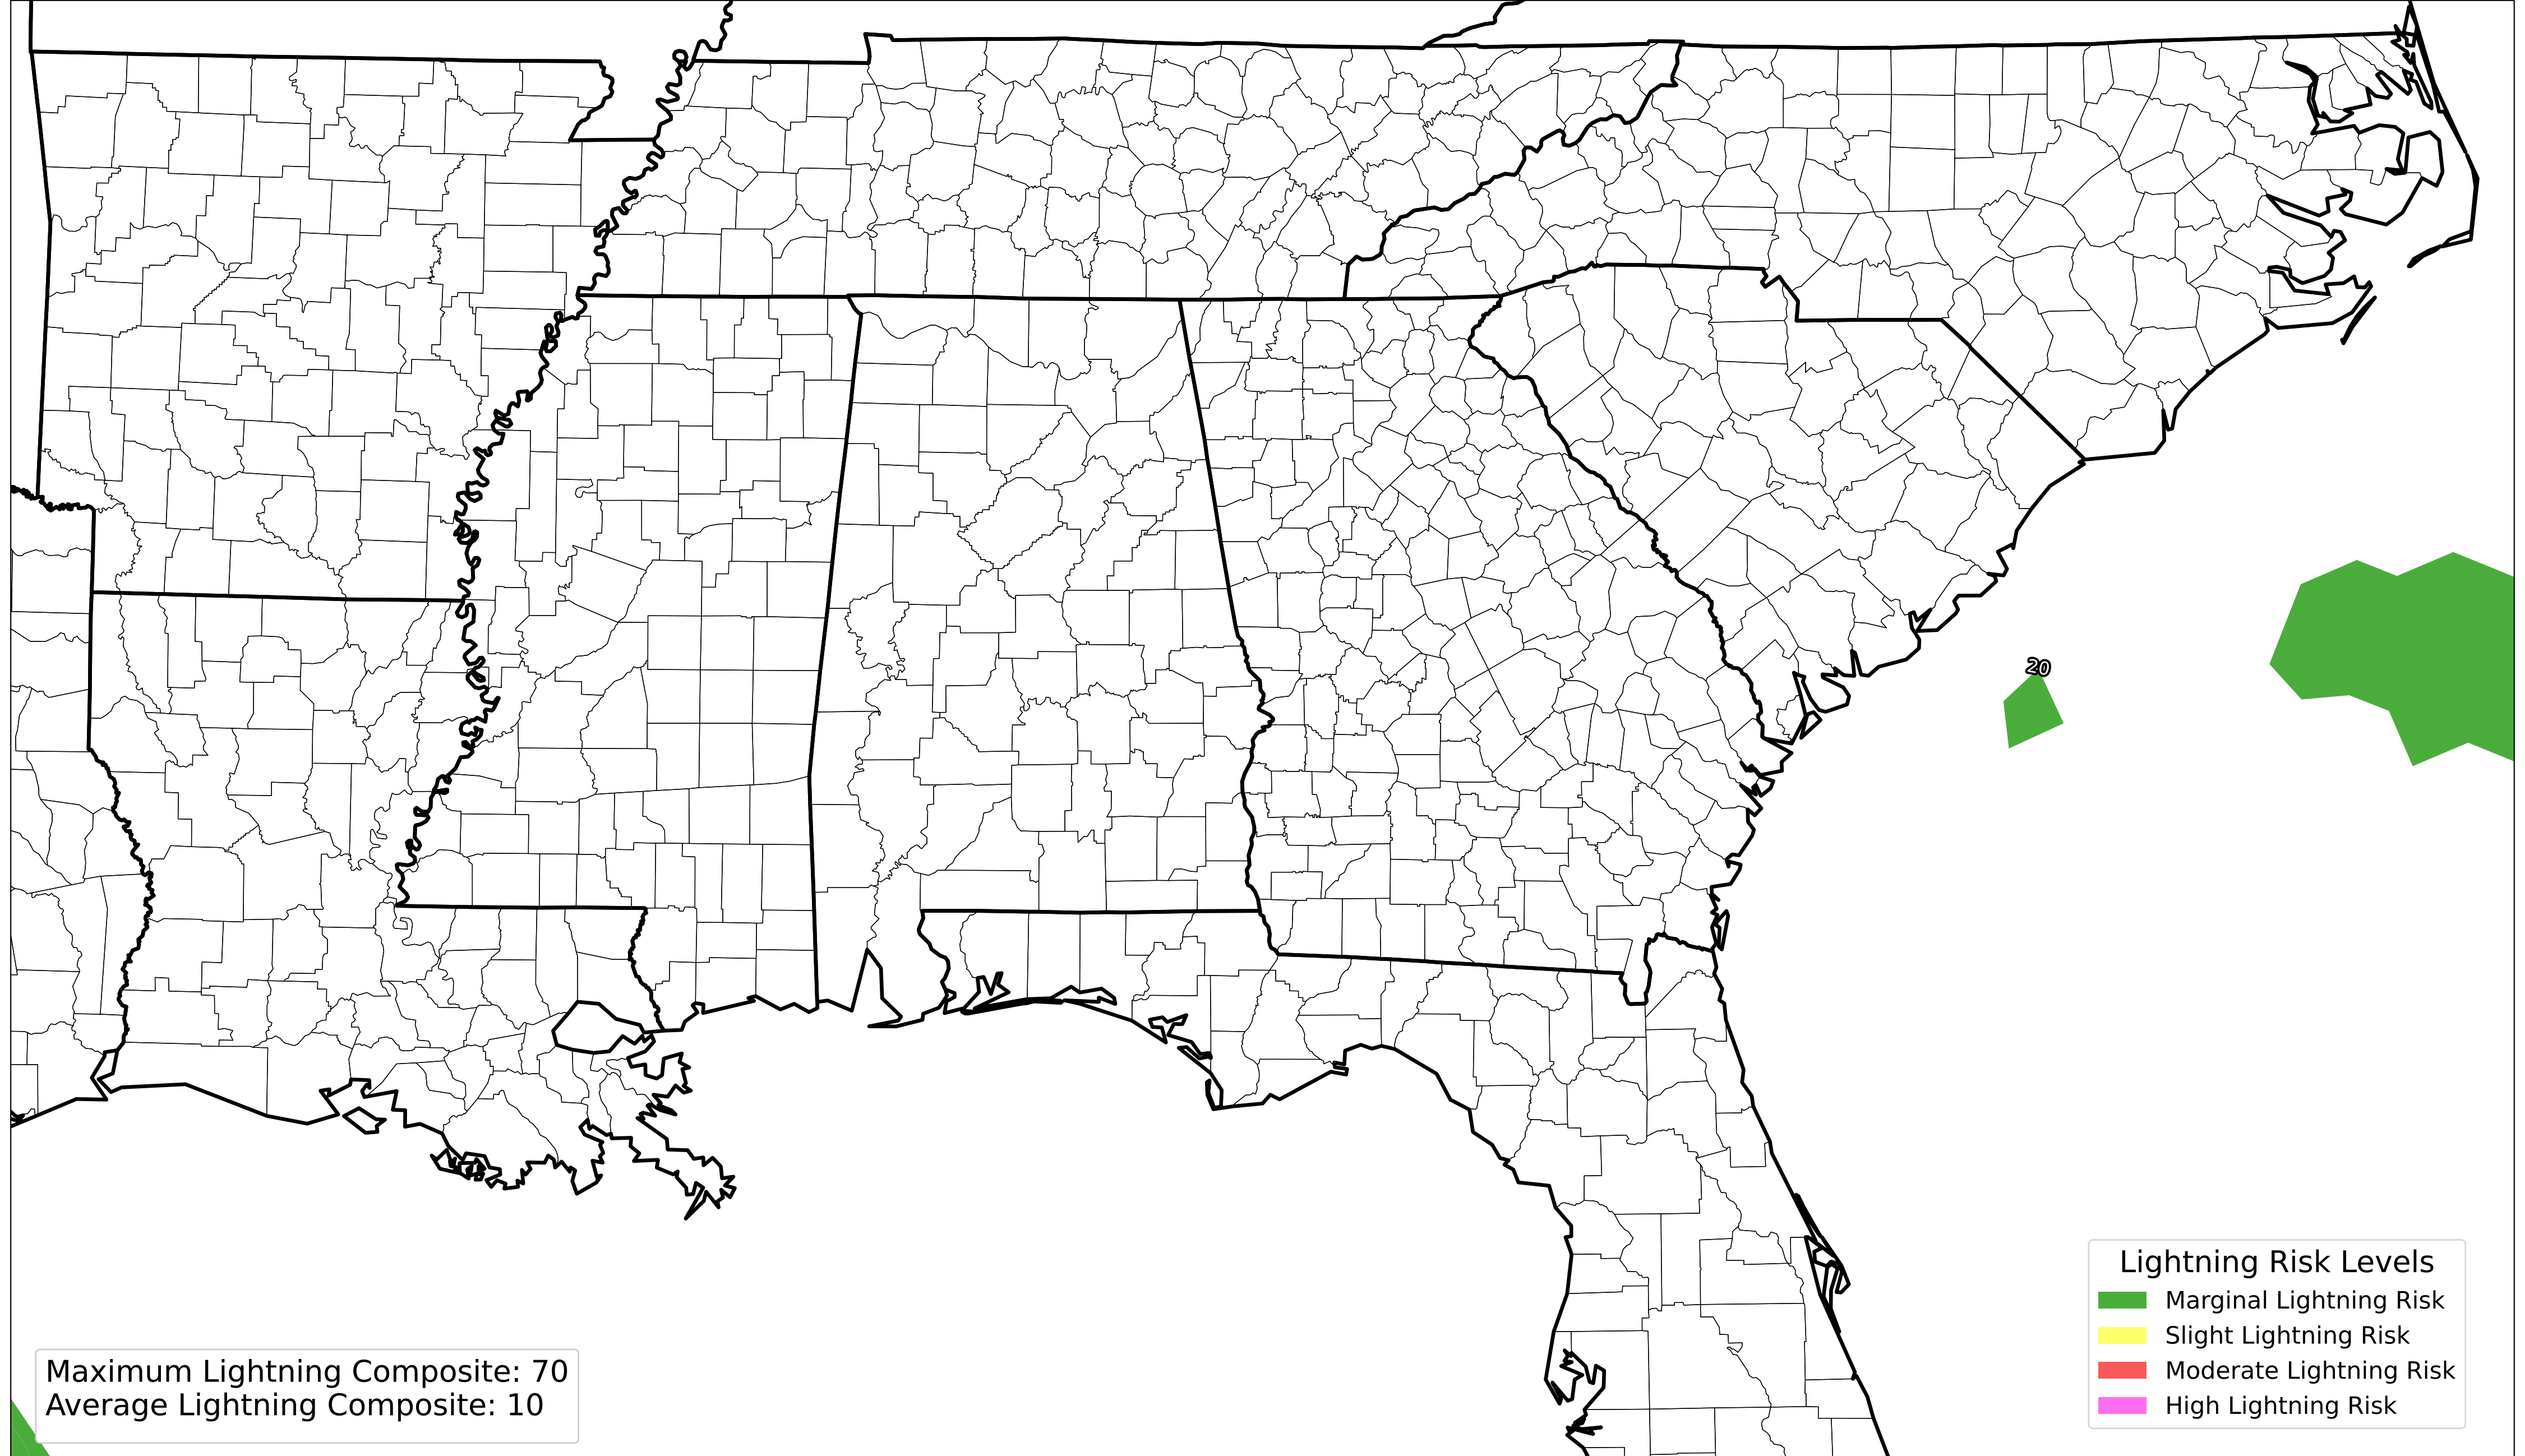 20
Lightning Risk Levels
Marginal Lightning Risk
Slight Lightning Risk
Moderate Lightning Risk
High Lightning Risk
Maximum Lightning Composite: 70
Average Lightning Composite: 10